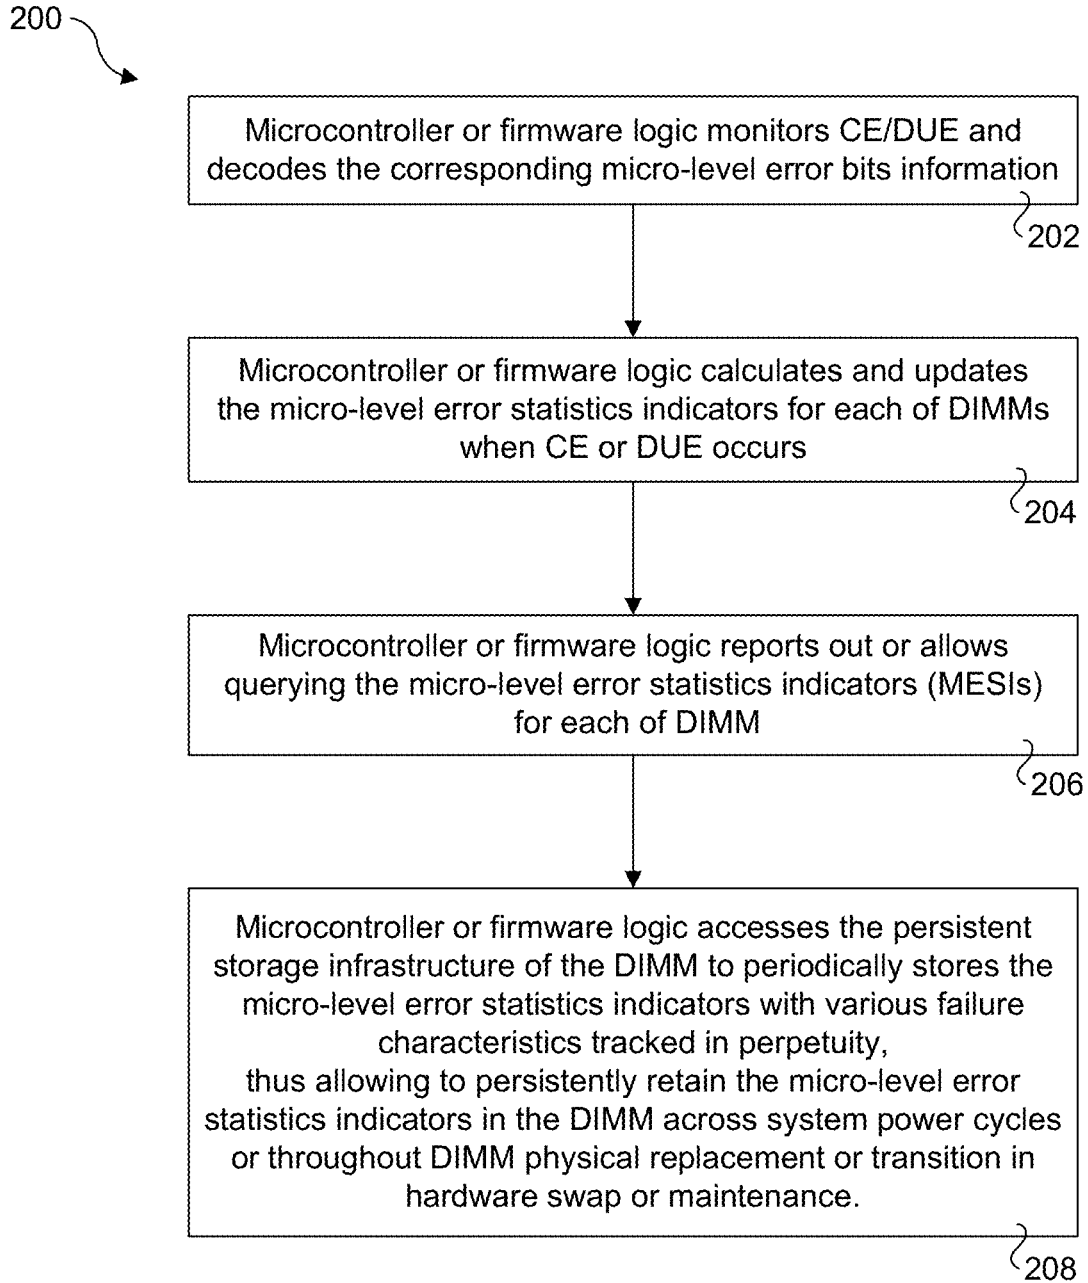 200
Microcontroller or firmware logic monitors CE/DUE and
decodes the corresponding micro-level error bits information
202
Microcontroller or firmware logic calculates and updates
the micro-level error statistics indicators for each of DIMMs
when CE or DUE occurs
204
Microcontroller or firmware logic reports out or allows
querying the micro-level error statistics indicators (MESIs)
for each of DIMM
206
Microcontroller or firmware logic accesses the persistent
storage infrastructure of the DIMM to periodically stores the
micro-level error statistics indicators with various failure
characteristics tracked in perpetuity,
thus allowing to persistently retain the micro-level error
statistics indicators in the DIMM across system power cycles
or throughout DIMM physical replacement or transition in
hardware swap or maintenance.
208